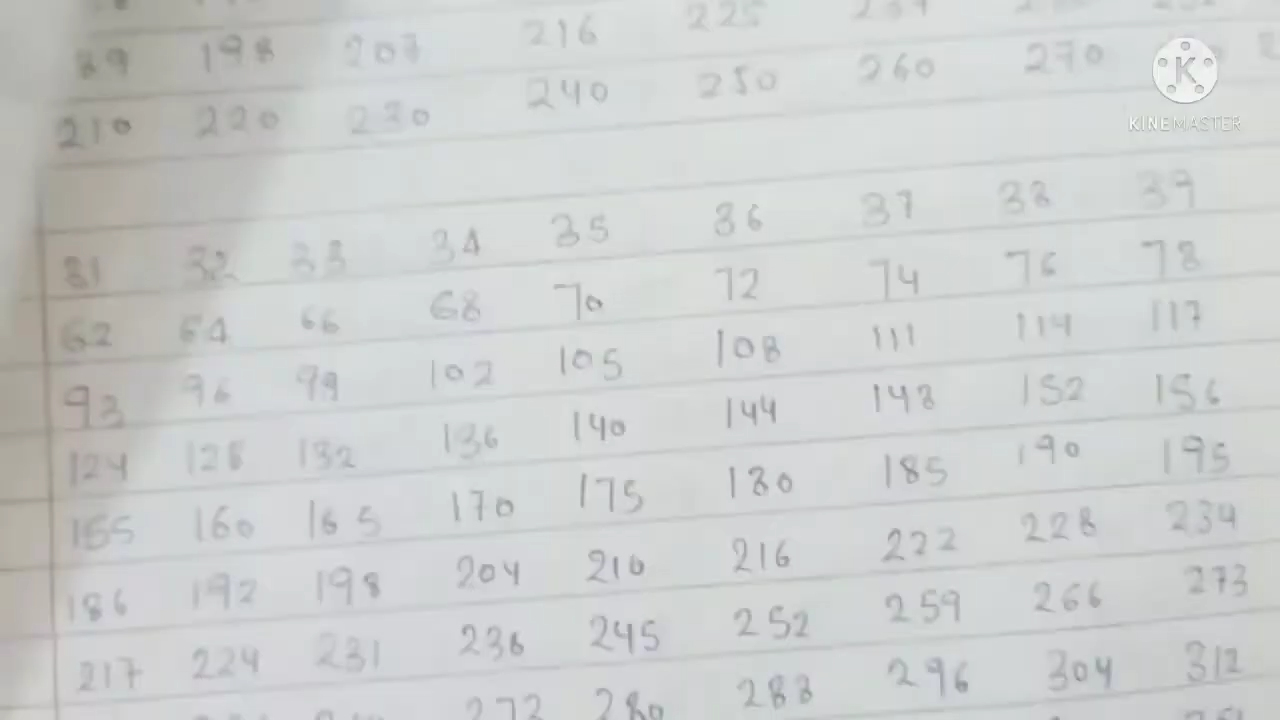 89 198 207 216 225
210 220 230 240 250 260 270
KINEMASTER
31 32 33 34 35 36 37 38 39
62 64 66 68 70 72 74 76 78
93 96 99 102 105 108 111 114 117
124 128 132 136 140 144 148 152 156
155 160 165 170 175 180 185 190 195
186 192 198 204 210 216 222 228 234
217 224 231 236 245 252 259 266 273
272 280 288 296 304 312